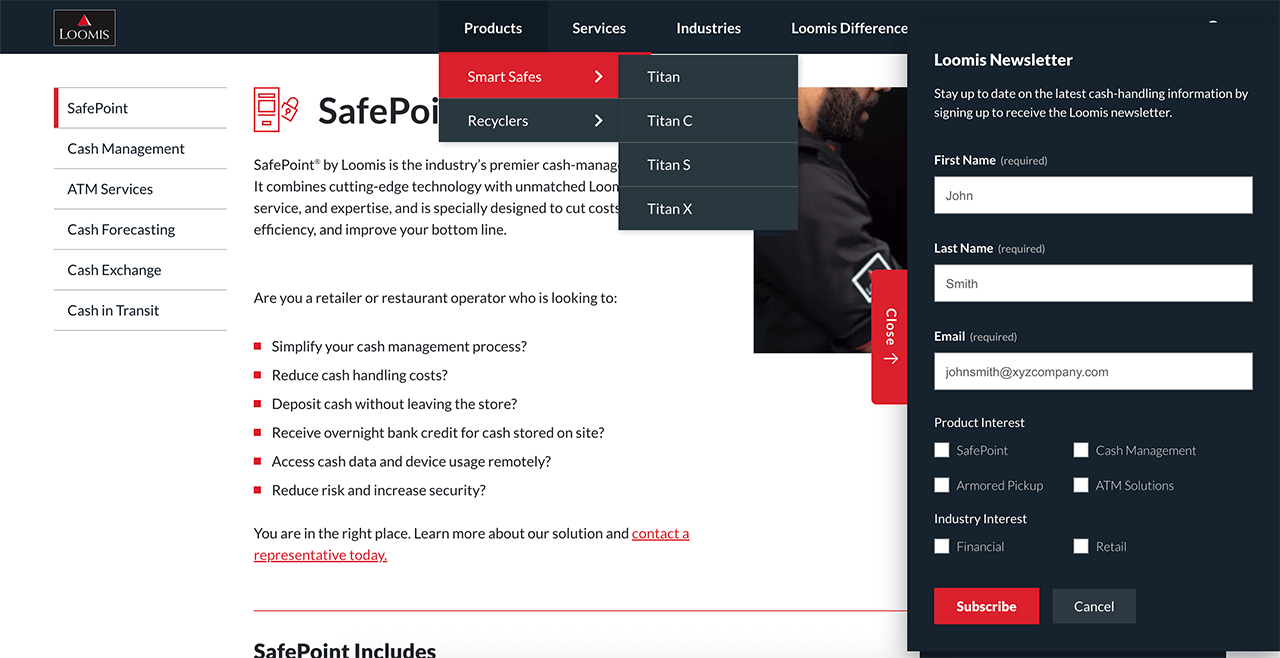 LOOMIS
Products
Services
Industries
Loomis Difference
Smart Safes
Recyclers
Titan
Titan C
Titan S
Titan X
SafePoint
Cash Management
ATM Services
Cash Forecasting
Cash Exchange
Cash in Transit
SafePoi
SafePoint® by Loomis is the industry’s premier cash-manag
It combines cutting-edge technology with unmatched Loom
service, and expertise, and is specially designed to cut costs
efficiency, and improve your bottom line.
Are you a retailer or restaurant operator who is looking to:
Simplify your cash management process?
Reduce cash handling costs?
Deposit cash without leaving the store?
Receive overnight bank credit for cash stored on site?
Access cash data and device usage remotely?
Reduce risk and increase security?
You are in the right place. Learn more about our solution and contact a
representative today.
SafePoint Includes
Close
Loomis Newsletter
Stay up to date on the latest cash-handling information by
signing up to receive the Loomis newsletter.
First Name (required)
John
Last Name (required)
Smith
Email (required)
johnsmith@xyzcompany.com
Product Interest
SafePoint
Cash Management
Armored Pickup
ATM Solutions
Industry Interest
Financial
Retail
Subscribe
Cancel